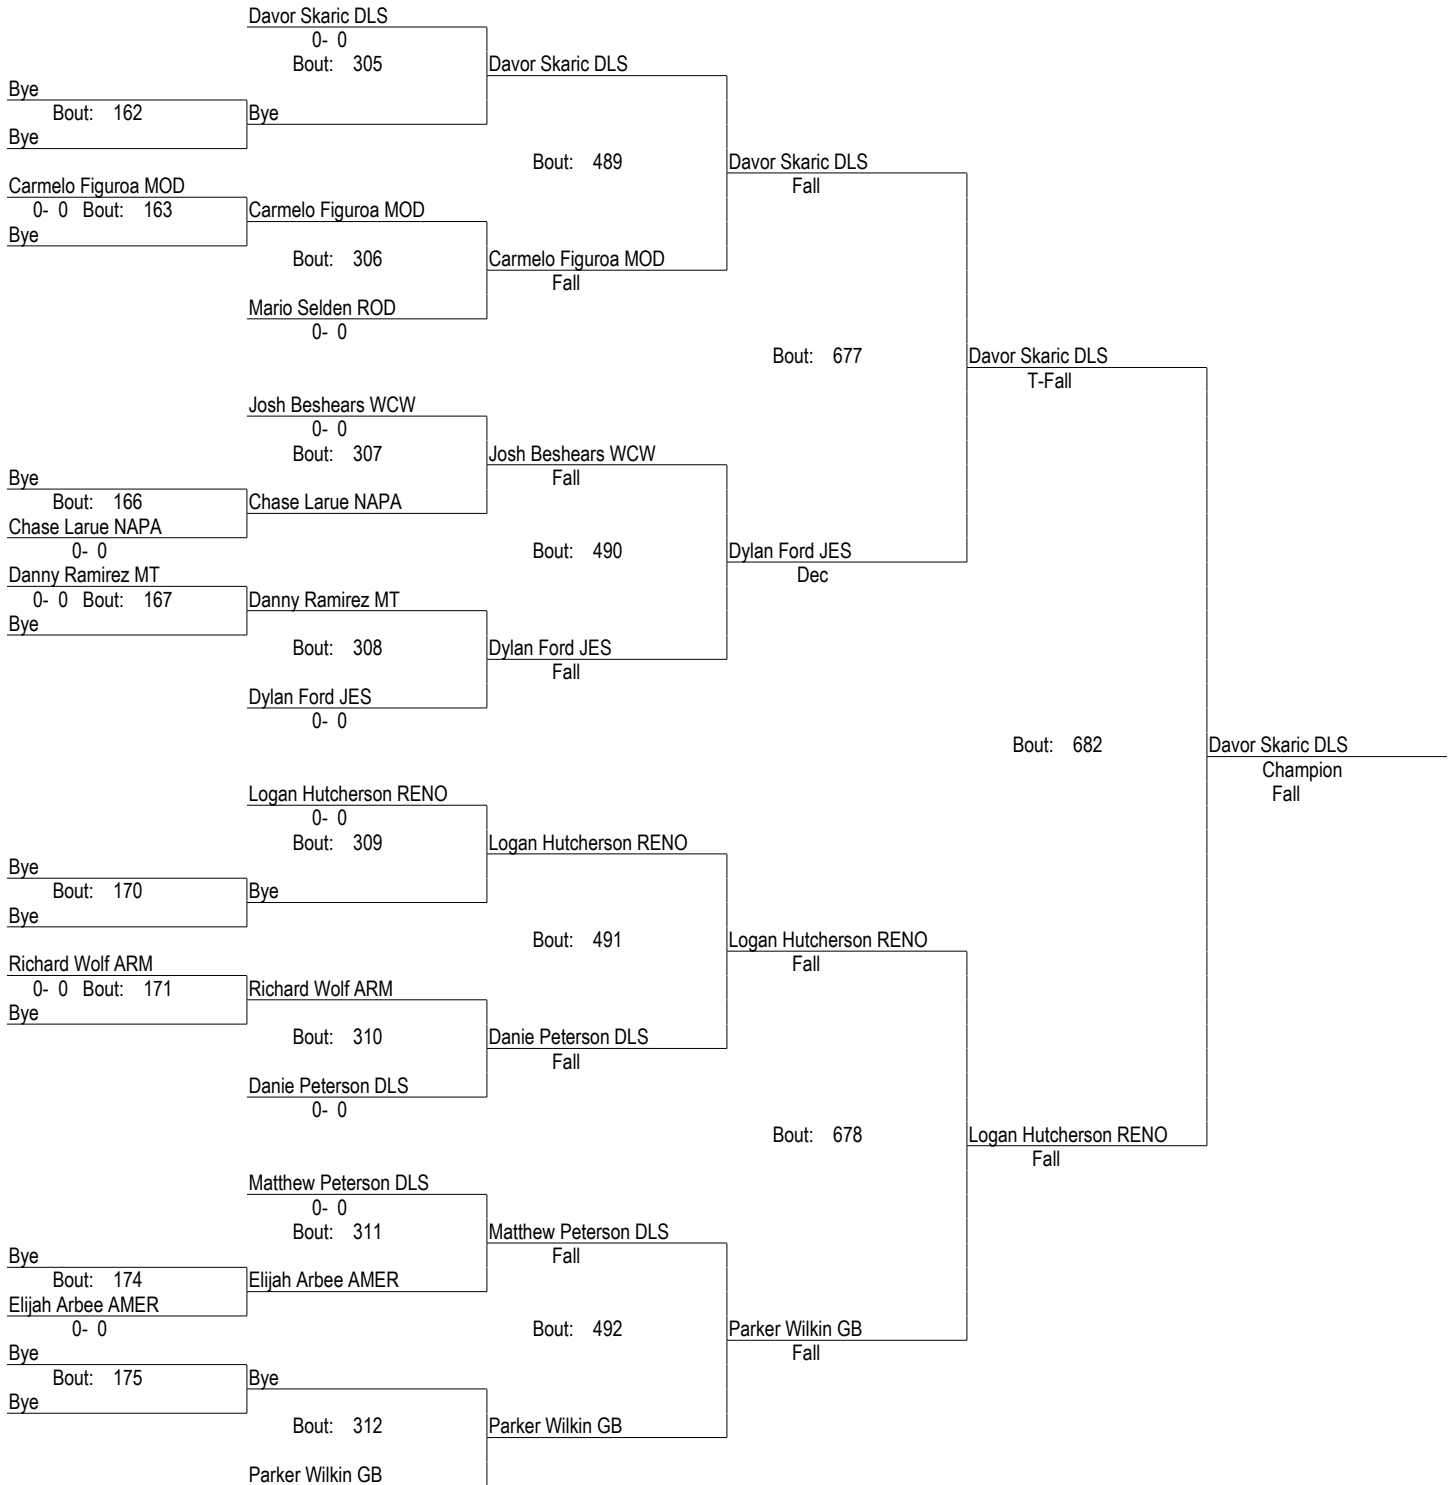 Davor Skaric DLS
0- 0
Bout: 305
Davor Skaric DLS
Bye
Bout: 162
Bye
Bye
Bout: 489
Davor Skaric DLS
Fall
Carmelo Figuroa MOD
0- 0 Bout: 163
Carmelo Figuroa MOD
Bye
Bout: 306
Carmelo Figuroa MOD
Fall
Mario Selden ROD
0- 0
Bout: 677
Davor Skaric DLS
T-Fall
Josh Beshears WCW
0- 0
Bout: 307
Josh Beshears WCW
Fall
Bye
Bout: 166
Chase Larue NAPA
Chase Larue NAPA
0- 0
Bout: 490
Dylan Ford JES
Dec
Danny Ramirez MT
0- 0 Bout: 167
Danny Ramirez MT
Bye
Bout: 308
Dylan Ford JES
Fall
Dylan Ford JES
0- 0
Bout: 682
Davor Skaric DLS
Champion
Fall
Logan Hutcherson RENO
0- 0
Bout: 309
Logan Hutcherson RENO
Bye
Bout: 170
Bye
Bye
Bout: 491
Logan Hutcherson RENO
Fall
Richard Wolf ARM
0- 0 Bout: 171
Richard Wolf ARM
Bye
Bout: 310
Danie Peterson DLS
Fall
Danie Peterson DLS
0- 0
Bout: 678
Logan Hutcherson RENO
Fall
Matthew Peterson DLS
0- 0
Bout: 311
Matthew Peterson DLS
Fall
Bye
Bout: 174
Elijah Arbee AMER
Elijah Arbee AMER
0- 0
Bout: 492
Parker Wilkin GB
Fall
Bye
Bout: 175
Bye
Bye
Bout: 312
Parker Wilkin GB
Parker Wilkin GB